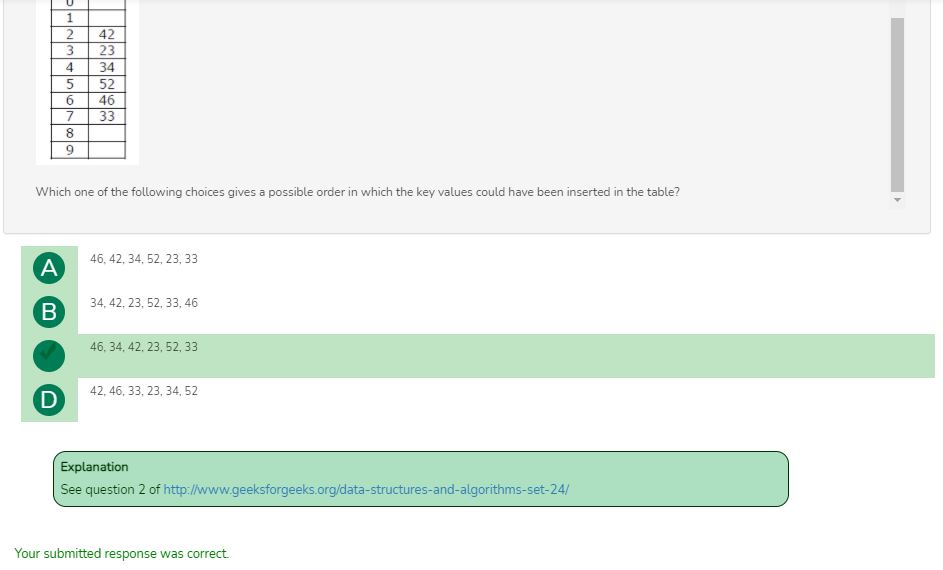 0
1
2 42
3 23
4 34
5 52
6 46
7 33
8
9
Which one of the following choices gives a possible order in which the key values could have been inserted in the table?
A 46, 42, 34, 52, 23, 33
B 34, 42, 23, 52, 33, 46
46, 34, 42, 23, 52, 33
D 42, 46, 33, 23, 34, 52
Explanation
See question 2 of http://www.geeksforgeeks.org/data-structures-and-algorithms-set-24/
Your submitted response was correct.